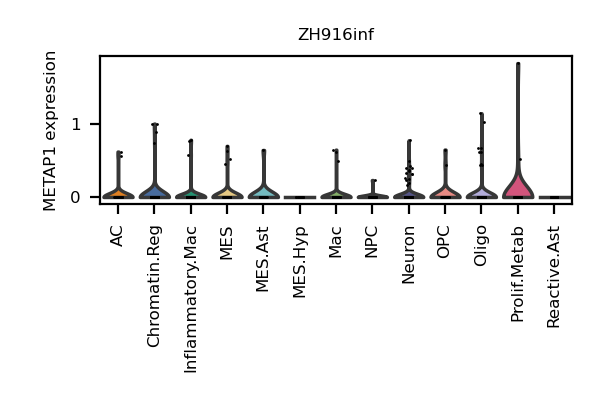 ZH916inf
METAP1 expression
1
0
AC
Chromatin.Reg
Inflammatory.Mac
MES
MES.Ast
MES.Hyp
Mac
NPC
Neuron
OPC
Oligo
Prolif.Metab
Reactive.Ast